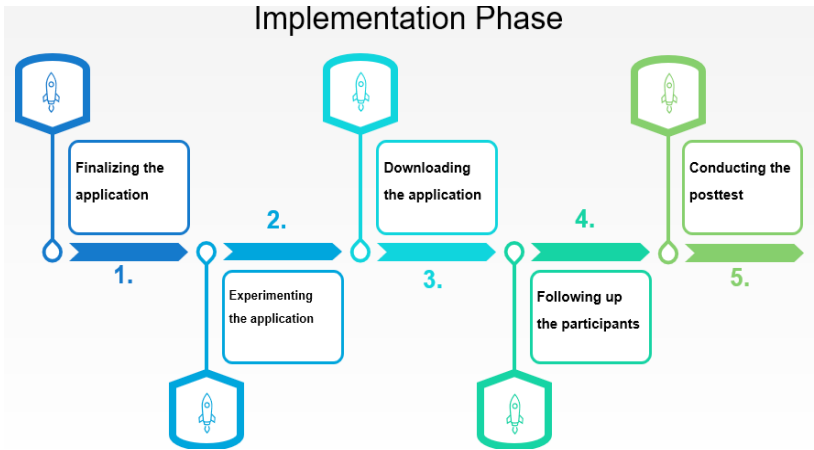 Implementation Phase
Finalizing the
application
1.
2.
Experimenting
the application
Downloading
the application
3.
4.
Following up
the participants
Conducting the
posttest
5.